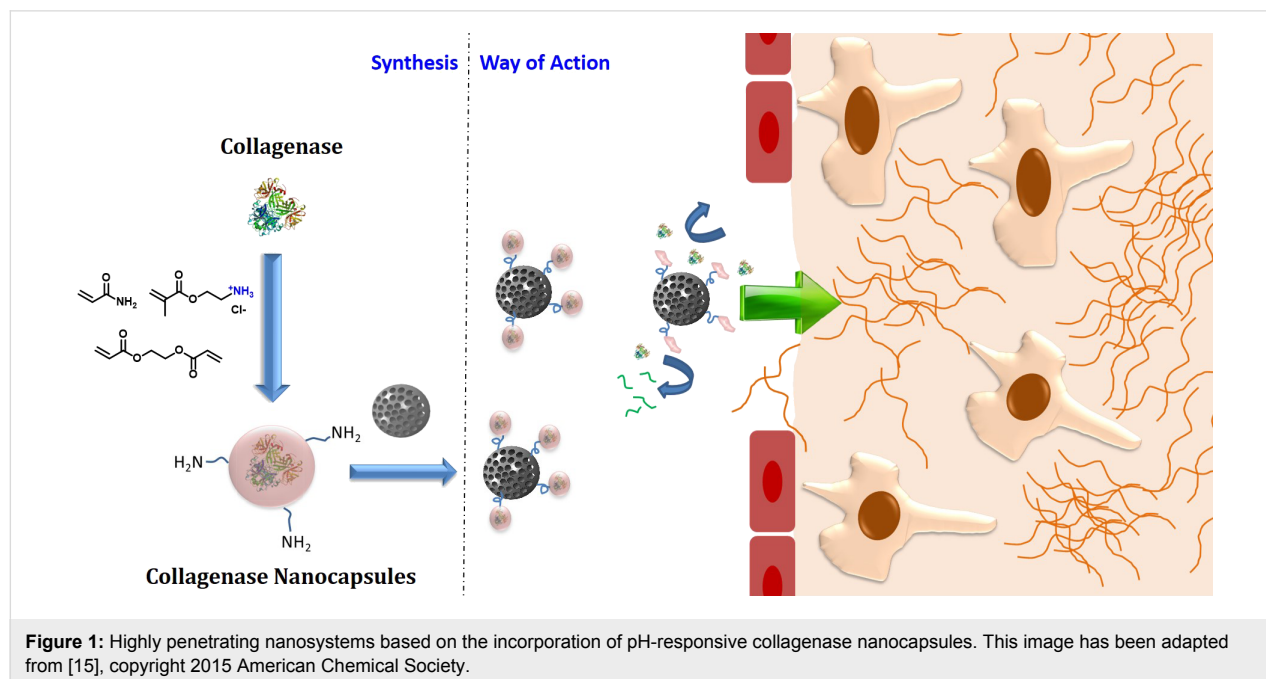 Synthesis
Way of Action
Collagenase
O
NH2
O
O
+NH3
Cl-
O
O
O
O
NH2
H2N
NH2
Collagenase Nanocapsules
Figure 1: Highly penetrating nanosystems based on the incorporation of pH-responsive collagenase nanocapsules. This image has been adapted
from [15], copyright 2015 American Chemical Society.